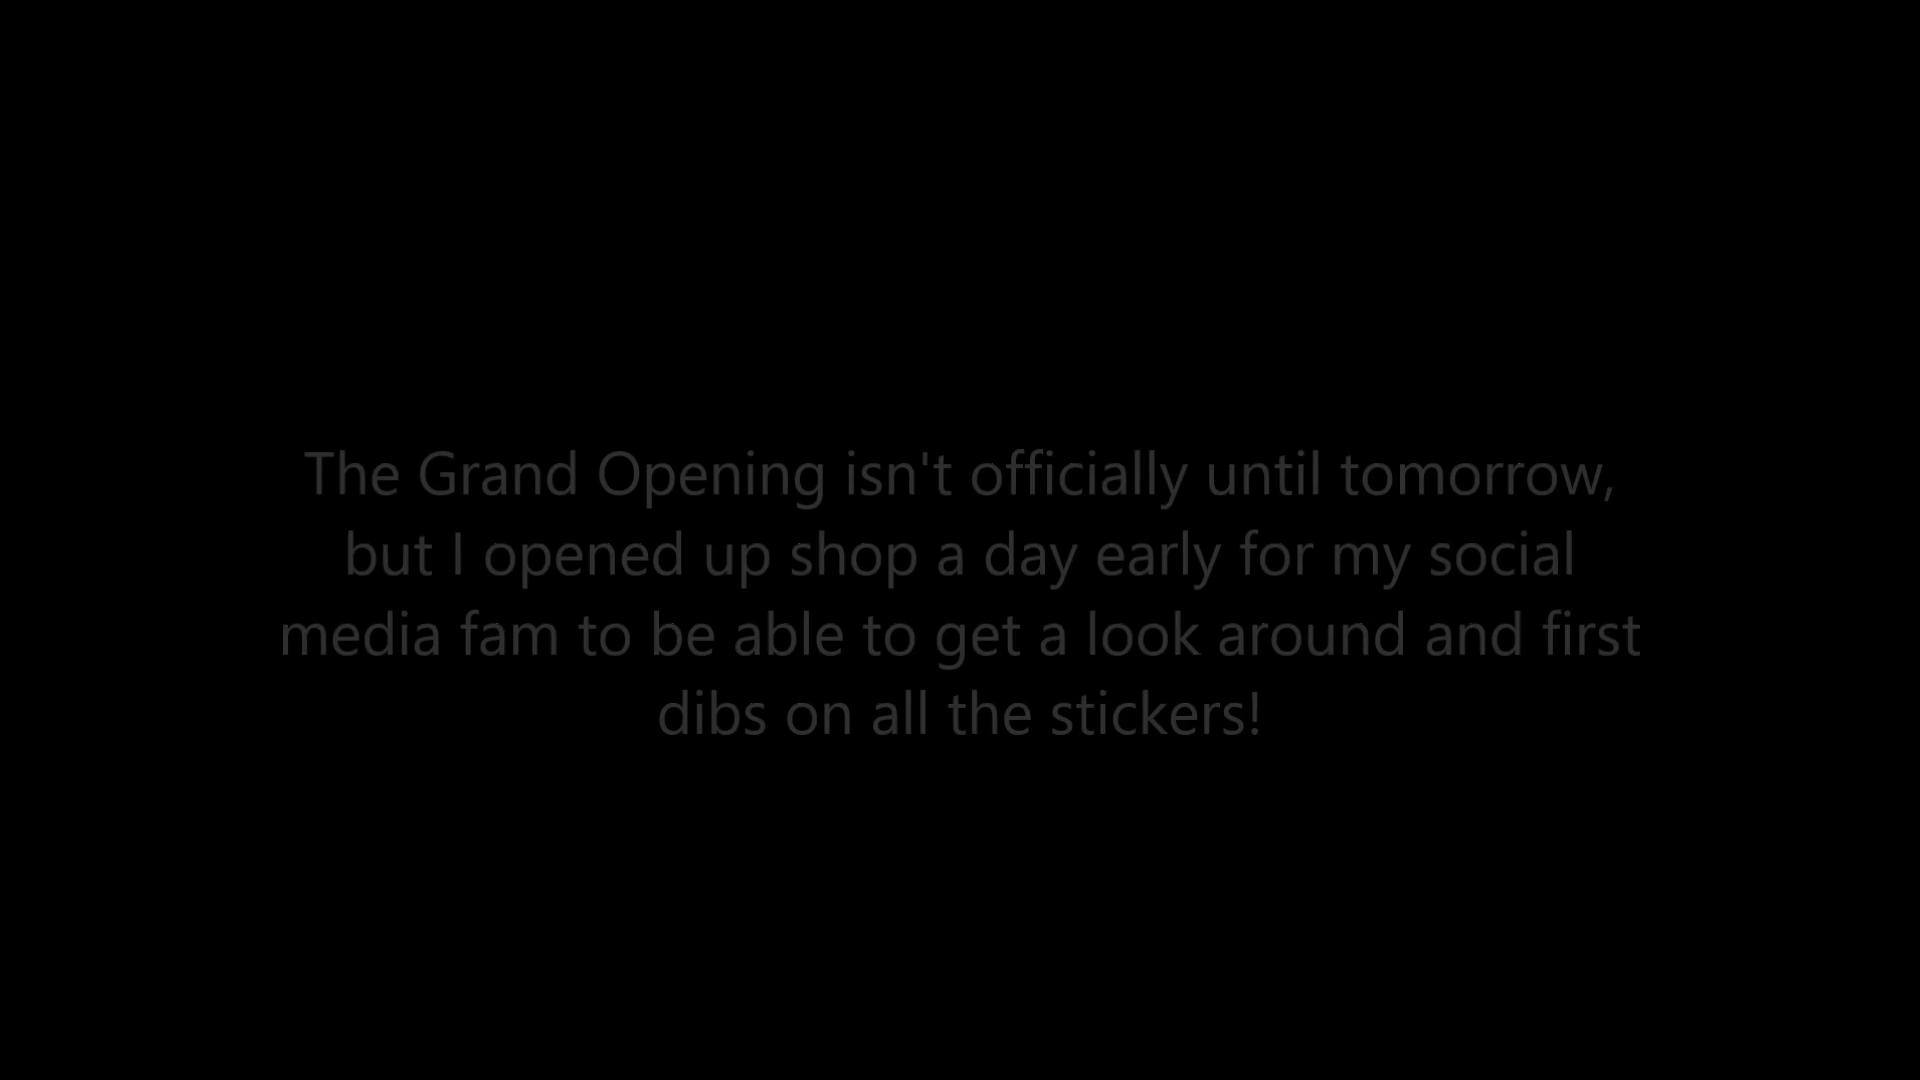 The Grand Opening isn't officially until tomorrow,
but I opened up shop a day early for my social
media fam to be able to get a look around and first
dibs on all the stickers!